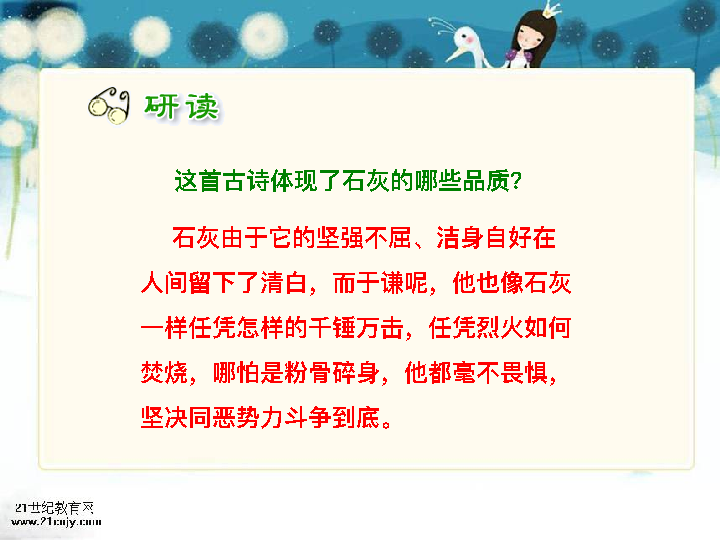 研读
这首古诗体现了石灰的哪些品质？
石灰由于它的坚强不屈、洁身自好在
人间留下了清白，而于谦呢，他也像石灰
一样任凭怎样的千锤万击，任凭烈火如何
焚烧，哪怕是粉骨碎身，他都毫不畏惧，
坚决同恶势力斗争到底。
21世纪教育网
www.21cnjy.com